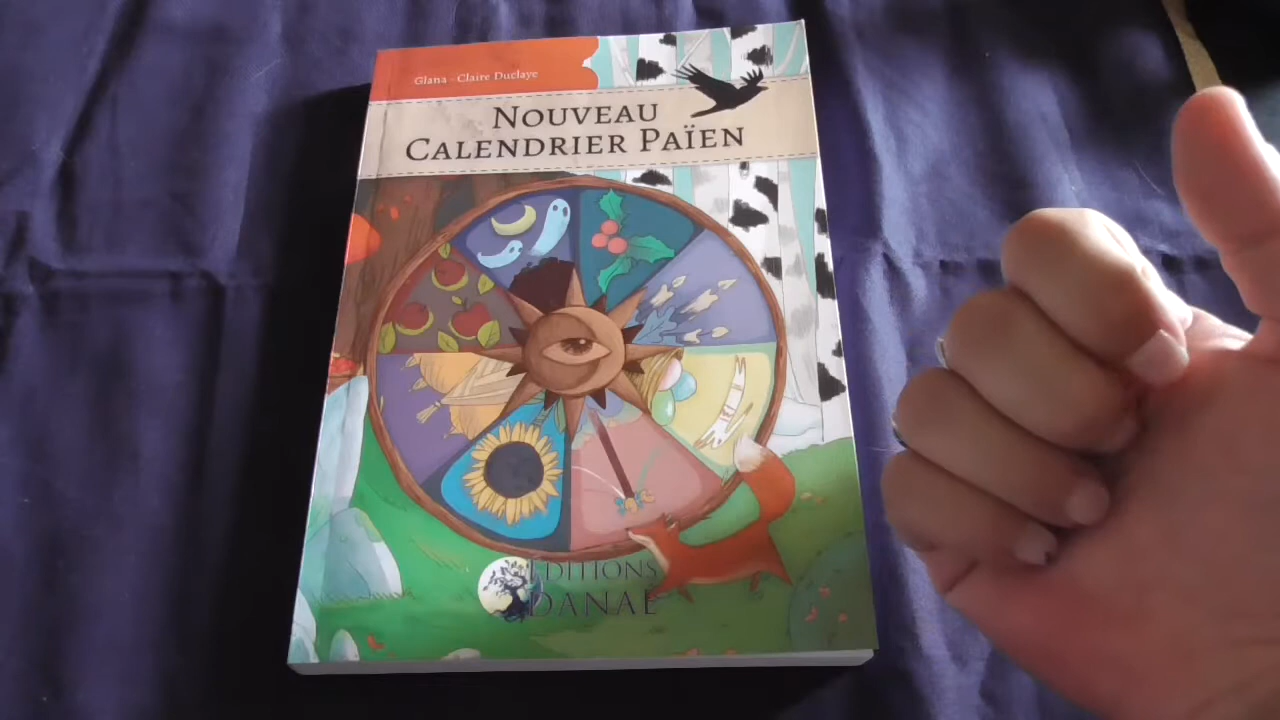 Glana - Claire Duclaye
NOUVEAU
CALENDRIER PAÏEN
EDITIONS
DANAE